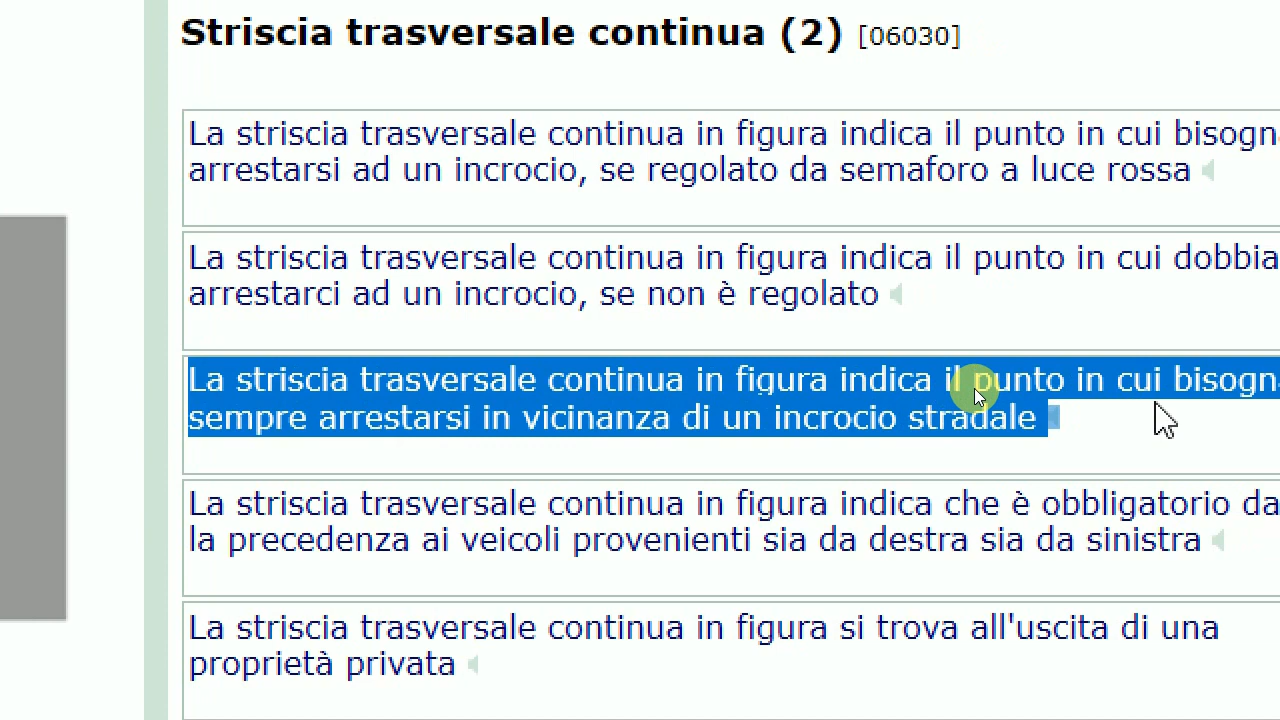 Striscia trasversale continua (2) [06030]
La striscia trasversale continua in figura indica il punto in cui
arrestarsi ad un incrocio, se regolato da semaforo a luce rossa
La striscia trasversale continua in figura indica il punto in cui
arrestarci ad un incrocio, se non è regolato
La striscia trasversale continua in figura indica il punto in cui
sempre arrestarsi in vicinanza di un incrocio stradale
La striscia trasversale continua in figura indica che è obbligatorio
la precedenza ai veicoli provenienti sia da destra sia da sinistra
La striscia trasversale continua in figura si trova all'uscita di una
proprietà privata